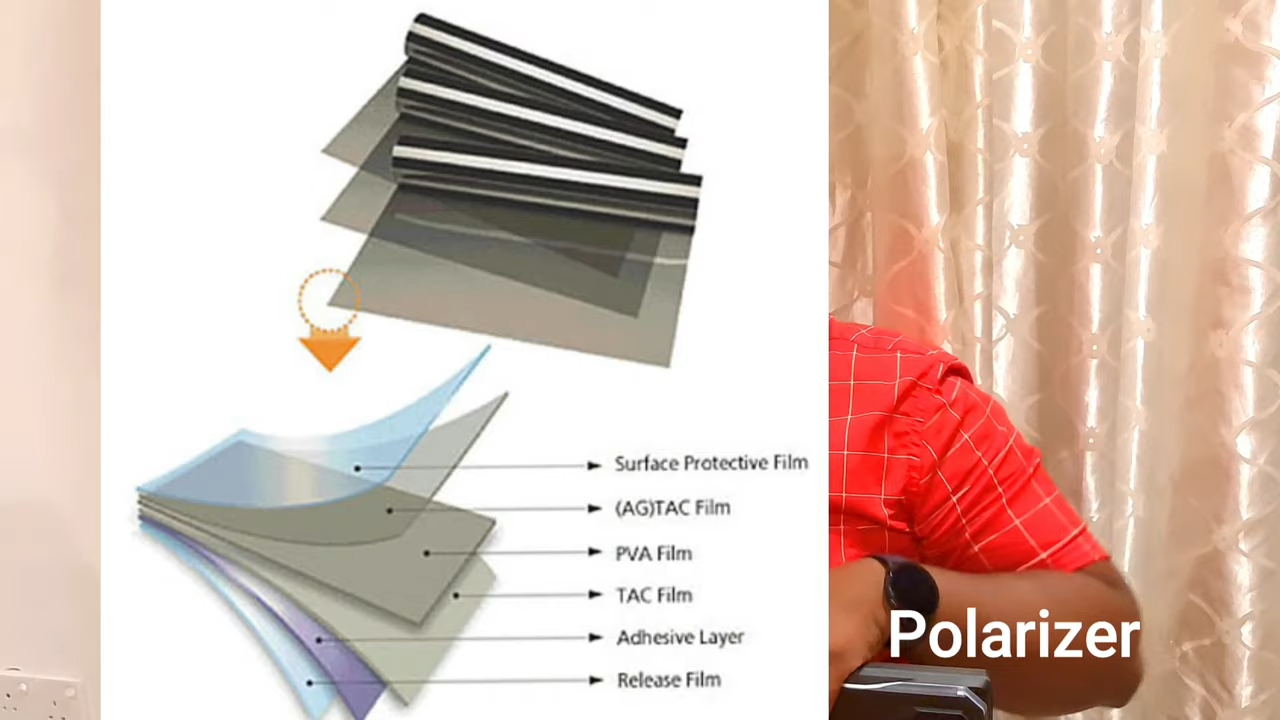 Surface Protective Film
(AG)TAC Film
PVA Film
TAC Film
Adhesive Layer
Release Film
Polarizer